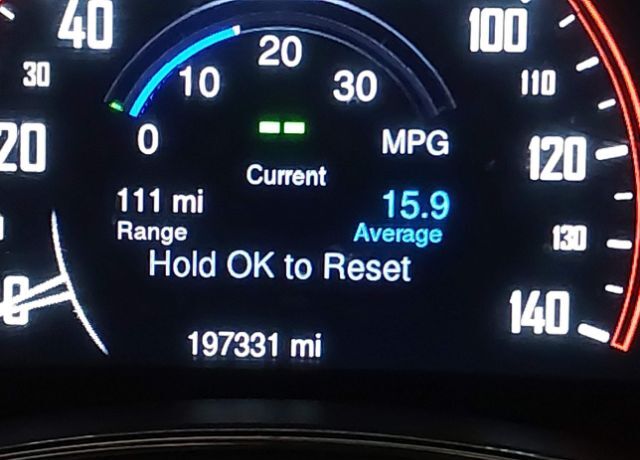 40
100
20
30
10
30
110
20
0
--
MPG
120
Current
111 mi
15.9
Range
Average
130
Hold OK to Reset
0
140
197331 mi